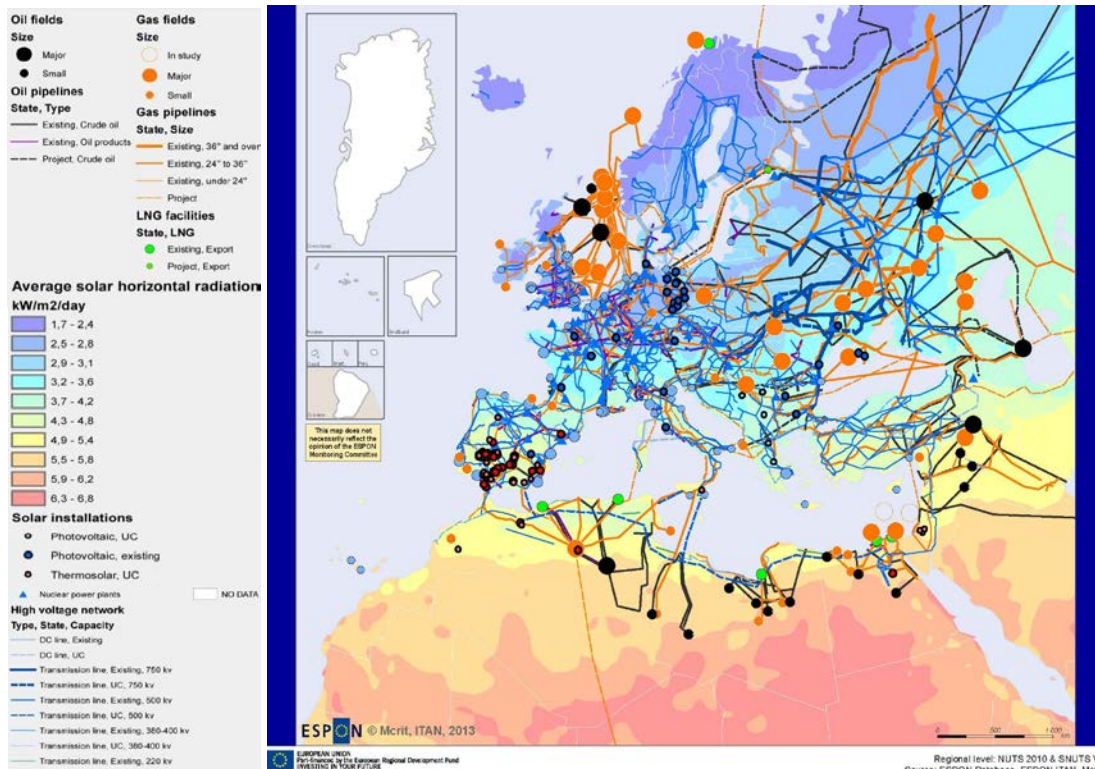 Oil fields
Size
Major
Small
Oil pipelines
State, Type
Existing, Crude oil
Existing, Oil products
Project, Crude oil
Gas fields
Size
In study
Major
Small
Gas pipelines
State, Size
Existing, 36" and over
Existing, 24" to 36"
Existing, under 24"
Project
LNG facilities
State, LNG
Existing, Export
Project, Export
Average solar horizontal radiation
kW/m2/day
1,7 - 2,4
2,5 - 2,8
2,9 - 3,1
3,2 - 3,6
3,7 - 4,2
4,3 - 4,8
4,9 - 5,4
5,5 - 5,8
5,9 - 6,2
6,3 - 6,8
Solar installations
Photovoltaic, UC
Photovoltaic, existing
Thermosolar, UC
Nuclear power plants
NO DATA
High voltage network
Type, State, Capacity
DC line, Existing
DC line, UC
Transmission line, Existing, 750 kv
Transmission line, UC, 750 kv
Transmission line, Existing, 500 kv
Transmission line, UC, 500 kv
Transmission line, Existing, 380-400 kv
Transmission line, UC, 380-400 kv
Transmission line, Existing, 220 kv
This map does not
necessarily reflect the
opinion of the ESPON
Monitoring Committee
ESPON © Mcrit, ITAN, 2013
500
1 000
EUROPEAN UNION
Part-financed by the European Regional Development Fund
INVESTING IN YOUR FUTURE
Regional level: NUTS 2010 & SNUTS